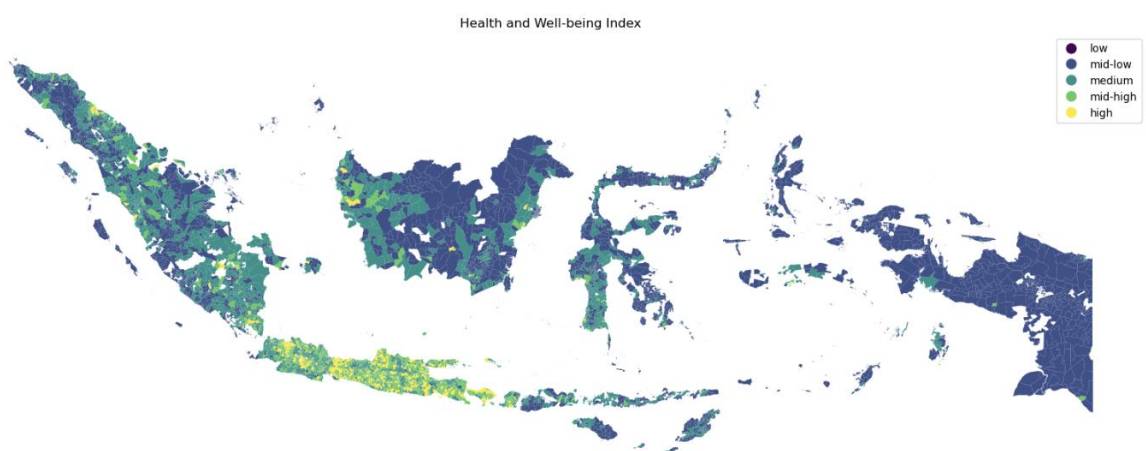 Health and Well-being Index
low
mid-low
medium
mid-high
high